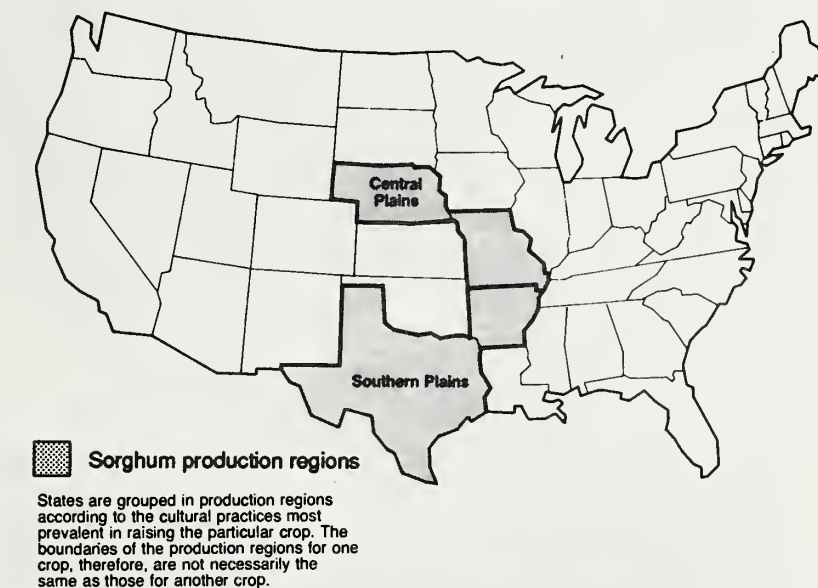 Central
Plains
Southern Plains
Sorghum production regions
States are grouped in production regions
according to the cultural practices most
prevalent in raising the particular crop. The
boundaries of the production regions for one
crop, therefore, are not necessarily the
same as those for another crop.